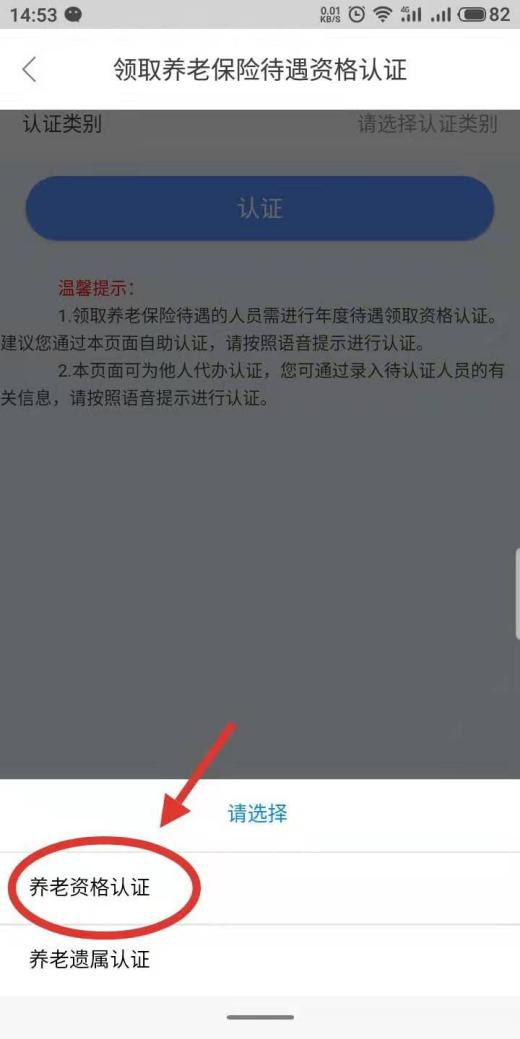 14:53 0.01 KB/S 4G 82
领取养老保险待遇资格认证
认证类别 请选择认证类别
认证
温馨提示：
1.领取养老保险待遇的人员需进行年度待遇领取资格认证。
建议您通过本页面自助认证，请按照语音提示进行认证。
2.本页面可为他人代办认证，您可通过录入待认证人员的有
关信息，请按照语音提示进行认证。
请选择
养老资格认证
养老遗属认证